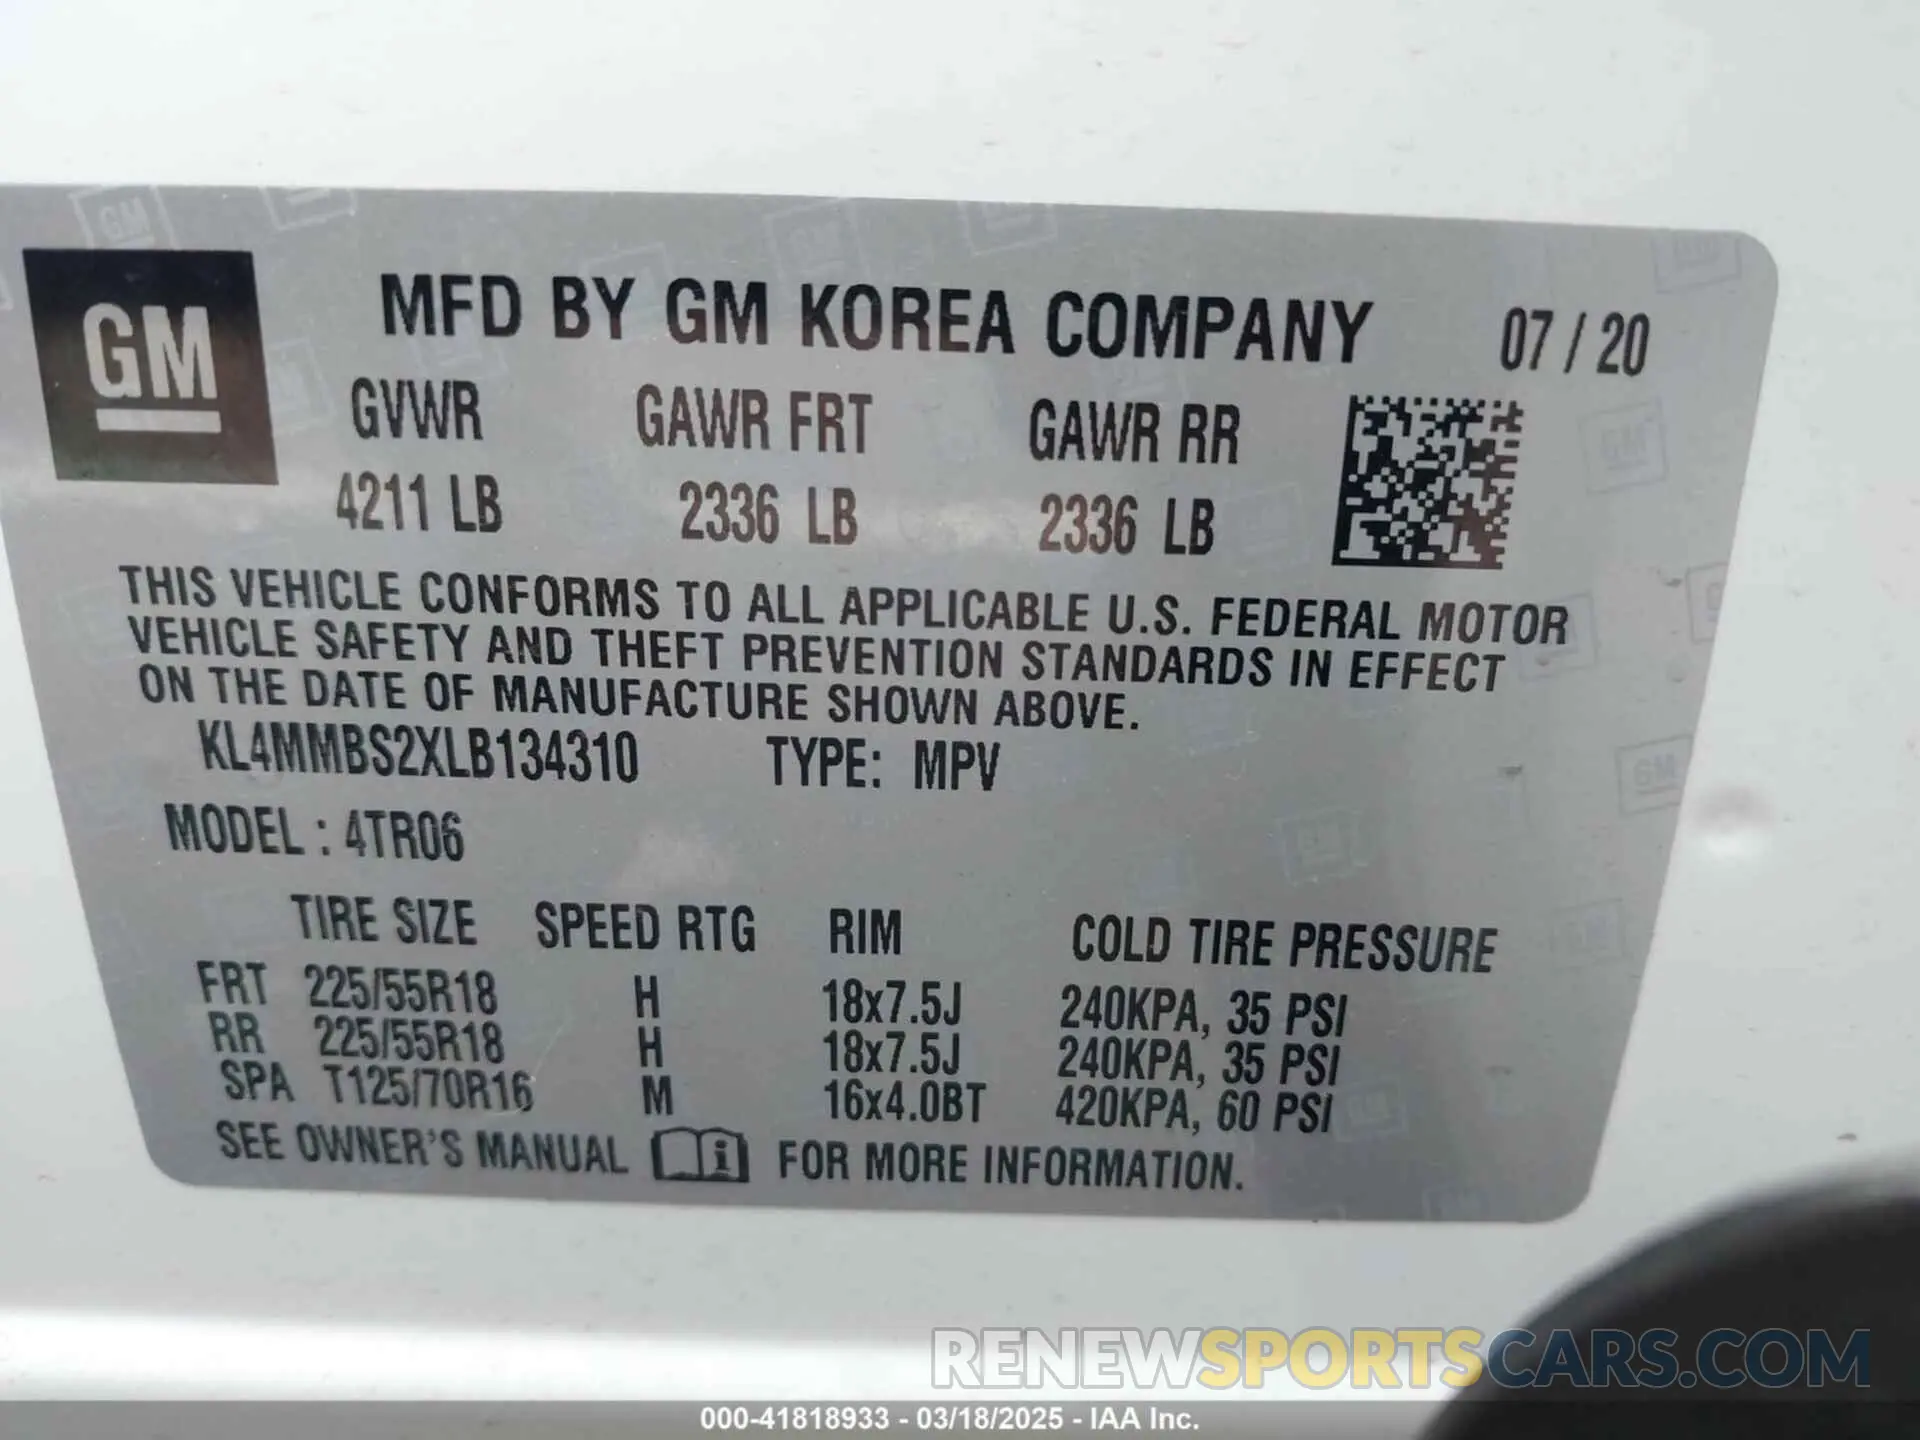 GM
MFD BY GM KOREA COMPANY 07 / 20
GVWR GAWR FRT GAWR RR
4211 LB 2336 LB 2336 LB
THIS VEHICLE CONFORMS TO ALL APPLICABLE U.S. FEDERAL MOTOR
VEHICLE SAFETY AND THEFT PREVENTION STANDARDS IN EFFECT
ON THE DATE OF MANUFACTURE SHOWN ABOVE.
KL4MMBS2XLB134310 TYPE: MPV
MODEL : 4TR06
TIRE SIZE SPEED RTG RIM COLD TIRE PRESSURE
FRT 225/55R18 H 18x7.5J 240KPA, 35 PSI
RR 225/55R18 H 18x7.5J 240KPA, 35 PSI
SPA T125/70R16 M 16x4.0BT 420KPA, 60 PSI
SEE OWNER'S MANUAL i FOR MORE INFORMATION.
RENEWSPORTSCARS.COM
000-41818933 - 03/18/2025 - IAA Inc.